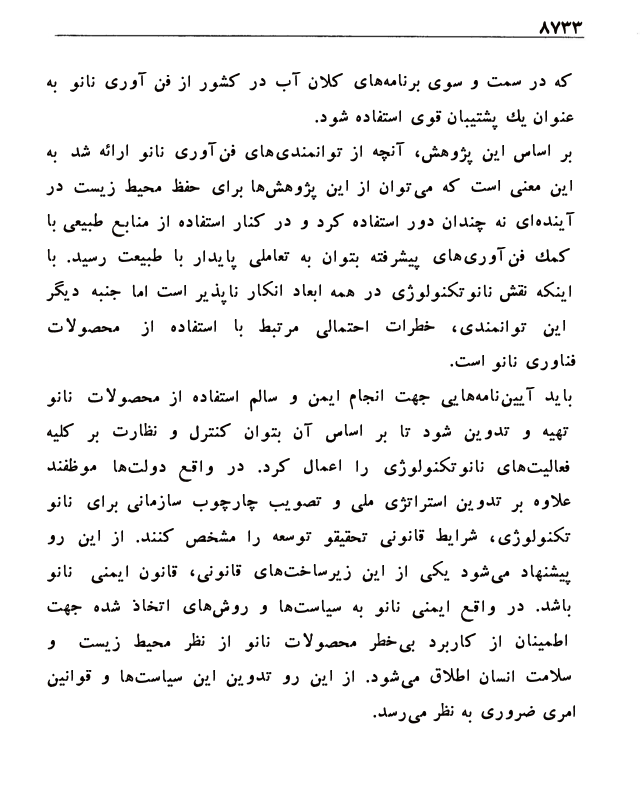 ۸۷۳۳
که در سمت و سوی برنامه‌های کلان آب در کشور از فن آوری نانو به
عنوان یك پشتیبان قوی استفاده شود.
بر اساس این پژوهش، آنچه از توانمندی‌های فن‌آوری نانو ارائه شد به
این معنی است که می‌توان از این پژوهش‌ها برای حفظ محیط زیست در
آینده‌ای نه چندان دور استفاده کرد و در کنار استفاده از منابع طبیعی با
کمك فن‌آوری‌های پیشرفته بتوان به تعاملی پایدار با طبیعت رسید. با
اینکه نقش نانوتکنولوژی در همه ابعاد انکار ناپذیر است اما جنبه دیگر
این توانمندی، خطرات احتمالی مرتبط با استفاده از محصولات
فناوری نانو است.
باید آیین‌نامه‌هایی جهت انجام ایمن و سالم استفاده از محصولات نانو
تهیه و تدوین شود تا بر اساس آن بتوان کنترل و نظارت بر کلیه
فعالیت‌های نانوتکنولوژی را اعمال کرد. در واقع دولت‌ها موظفند
علاوه بر تدوین استراتژی ملی و تصویب چارچوب سازمانی برای نانو
تکنولوژی، شرایط قانونی تحقیقو توسعه را مشخص کنند. از این رو
پیشنهاد می‌شود یکی از این زیرساخت‌های قانونی، قانون ایمنی نانو
باشد. در واقع ایمنی نانو به سیاست‌ها و روش‌های اتخاذ شده جهت
اطمینان از کاربرد بی‌خطر محصولات نانو از نظر محیط زیست و
سلامت انسان اطلاق می‌شود. از این رو تدوین این سیاست‌ها و قوانین
امری ضروری به نظر می‌رسد.